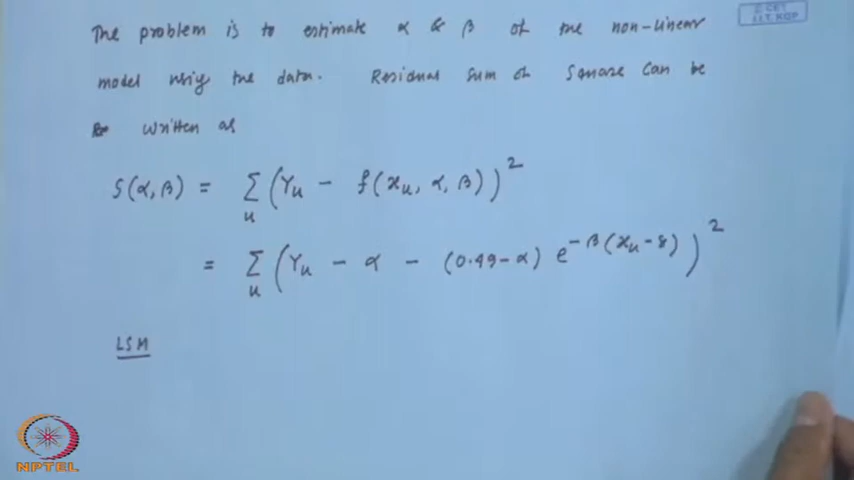 The problem is to estimate α & β of the non-linear
model using the data. Residual Sum of Square can be
written as
S(α,β) = ∑u (Yu - f(xu, α, β))^2
= ∑u (Yu - α - (0.49-α) e^-β(xu-8))^2
LSM
NPTEL